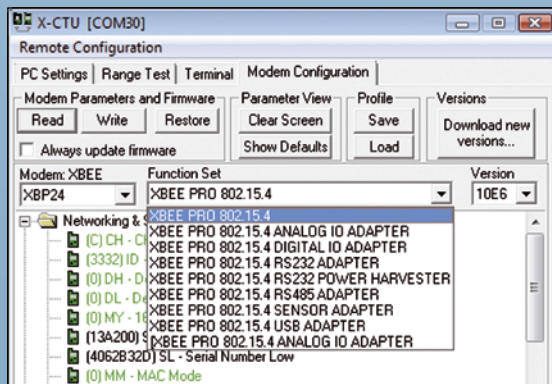 X-CTU [COM30]
Remote Configuration
PC Settings Range Test Terminal Modem Configuration
Modem Parameters and Firmware Parameter View Profile Versions
Read Write Restore Clear Screen Save Download new versions...
Always update firmware Show Defaults Load
Modem: XBEE Function Set Version
XBP24 XBEE PRO 802.15.4 10E6
XBEE PRO 802.15.4
XBEE PRO 802.15.4 ANALOG IO ADAPTER
XBEE PRO 802.15.4 DIGITAL IO ADAPTER
XBEE PRO 802.15.4 RS232 ADAPTER
XBEE PRO 802.15.4 RS232 POWER HARVESTER
XBEE PRO 802.15.4 RS485 ADAPTER
XBEE PRO 802.15.4 SENSOR ADAPTER
XBEE PRO 802.15.4 USB ADAPTER
XBEE PRO 802.15.4 ANALOG IO ADAPTER
Networking &
(C) CH -
(3332) ID -
(0) DH -
(0) DL -
(0) MY -
(13A200)
(4062B32D) SL - Serial Number Low
(0) MM - MAC Mode